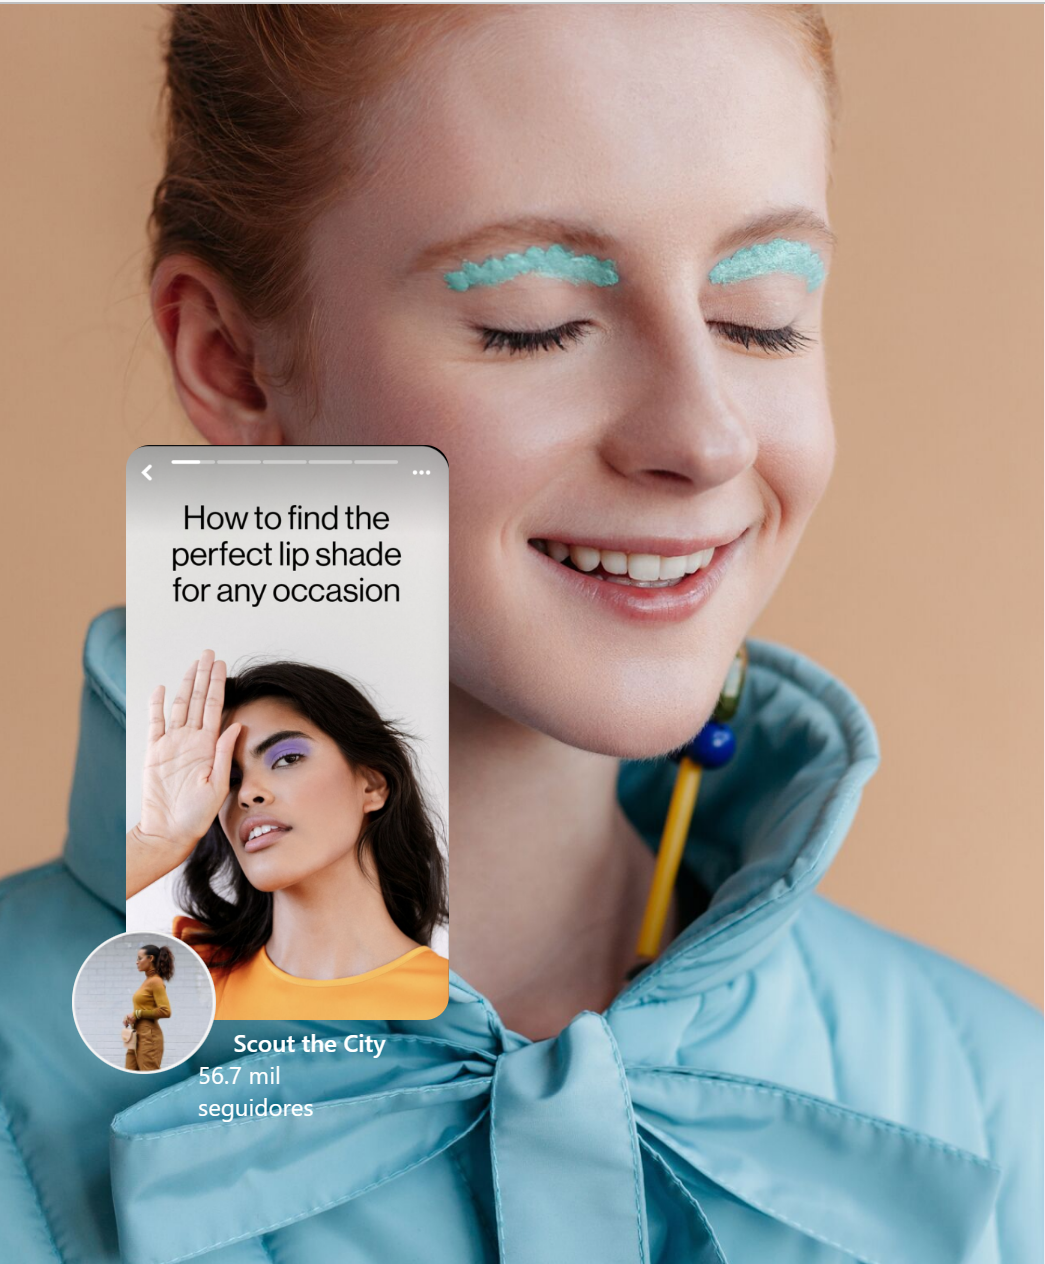 How to find the
perfect lip shade
for any occasion
Scout the City
56.7 mil
seguidores